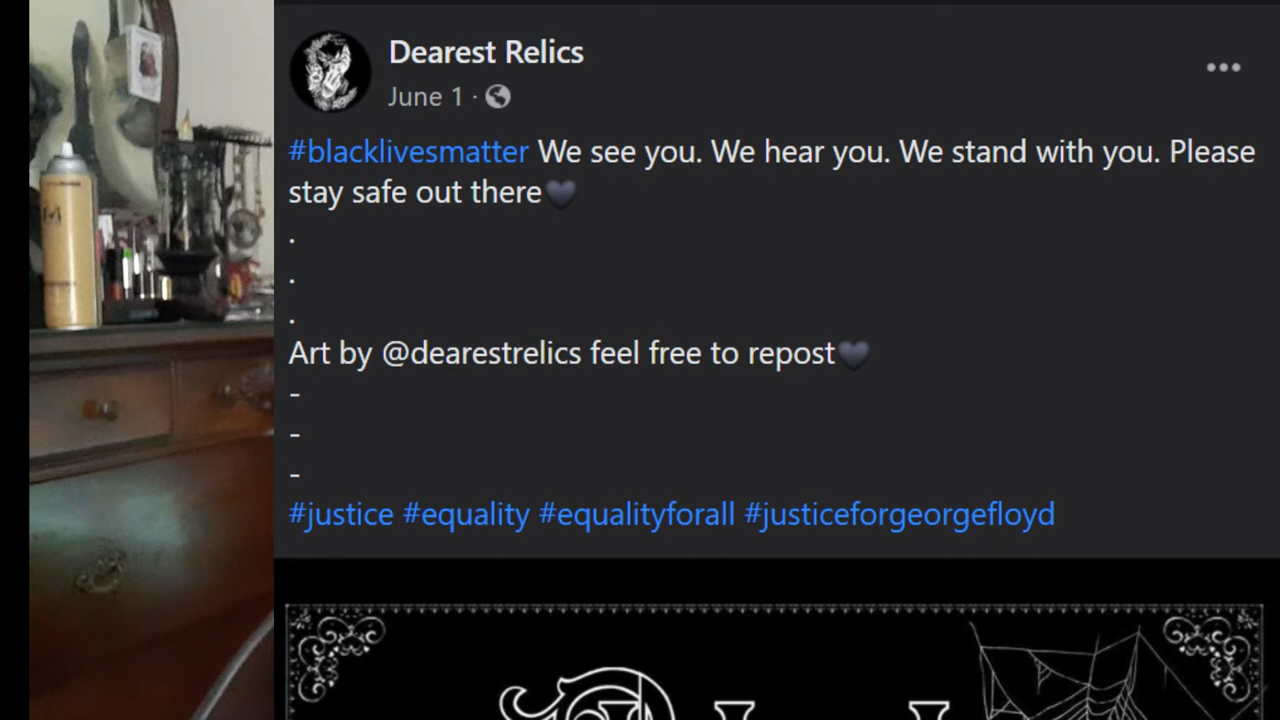 Dearest Relics
June 1 ·
#blacklivesmatter We see you. We hear you. We stand with you. Please
stay safe out there🖤
.
.
.
Art by @dearestrelics feel free to repost🖤
-
-
-
#justice #equality #equalityforall #justiceforgeorgefloyd